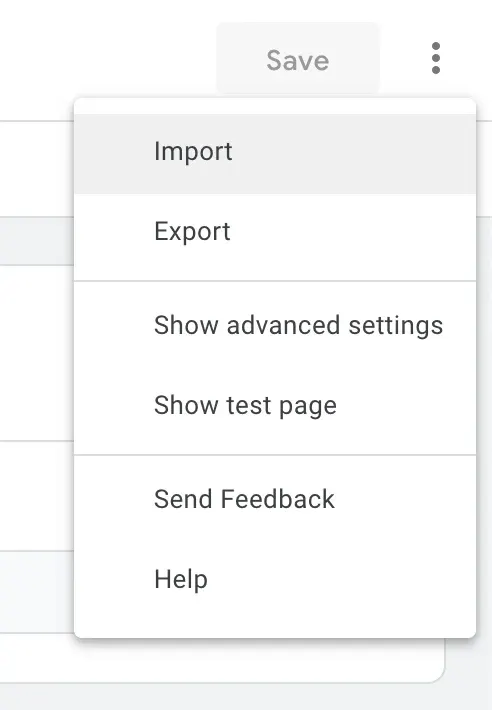 Save
Import
Export
Show advanced settings
Show test page
Send Feedback
Help